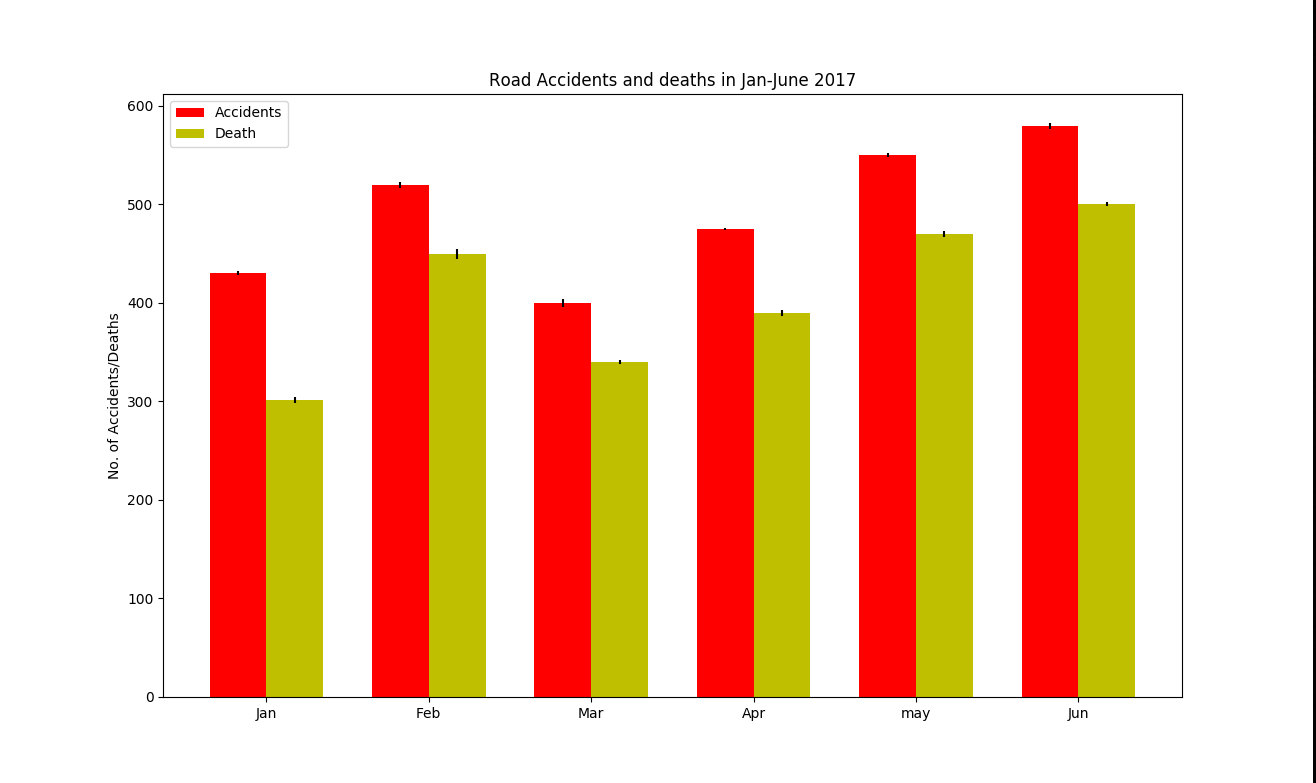 Road Accidents and deaths in Jan-June 2017
Accidents
Death
No. of Accidents/Deaths
600
500
400
300
200
100
0
Jan Feb Mar Apr may Jun